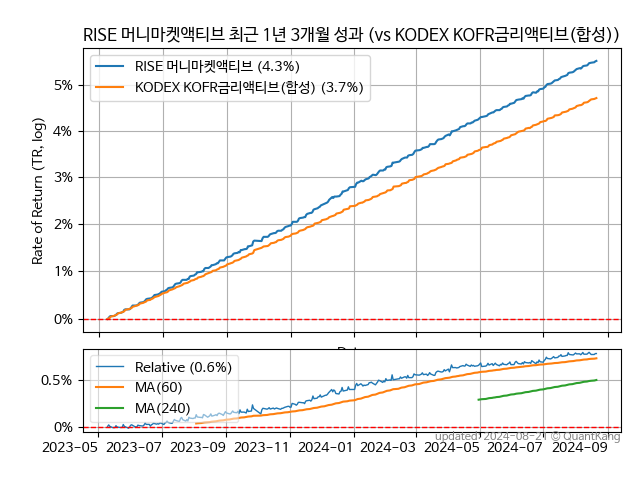 RISE 머니마켓액티브 최근 1년 3개월 성과 (vs KODEX KOFR금리액티브(합성))
RISE 머니마켓액티브 (4.3%)
KODEX KOFR금리액티브(합성) (3.7%)
Rate of Return (TR, log)
5%
4%
3%
2%
1%
0%
Relative (0.6%)
MA(60)
MA(240)
0.5%
0%
2023-05 2023-07 2023-09 2023-11 2024-01 2024-03 2024-05 2024-07 2024-09
updated: 2024-08-21 © QuantKang